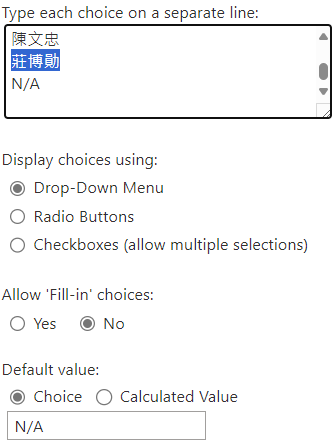 Type each choice on a separate line:
陳文忠
莊博勛
N/A
Display choices using:
Drop-Down Menu
Radio Buttons
Checkboxes (allow multiple selections)
Allow 'Fill-in' choices:
Yes No
Default value:
Choice Calculated Value
N/A